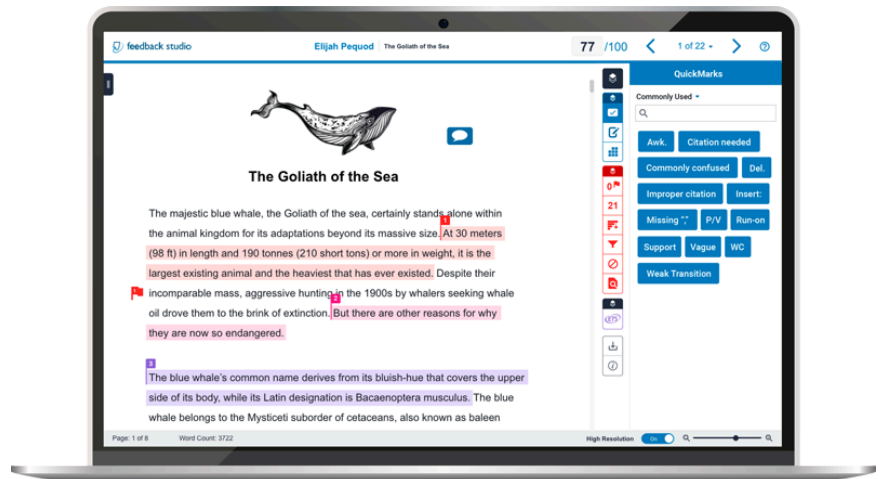 feedback studio
Elijah Pequod The Goliath of the Sea
77 /100
1 of 22
The Goliath of the Sea
The majestic blue whale, the Goliath of the sea, certainly stands alone within
the animal kingdom for its adaptations beyond its massive size. At 30 meters
(98 ft) in length and 190 tonnes (210 short tons) or more in weight, it is the
largest existing animal and the heaviest that has ever existed. Despite their
incomparable mass, aggressive hunting in the 1900s by whalers seeking whale
oil drove them to the brink of extinction. But there are other reasons for why
they are now so endangered.
The blue whale's common name derives from its bluish-hue that covers the upper
side of its body, while its Latin designation is Bacaenoptera musculus. The blue
whale belongs to the Mysticeti suborder of cetaceans, also known as baleen
1
2
3
0
21
ETS
QuickMarks
Commonly Used
Awk. Citation needed
Commonly confused Del.
Improper citation Insert:
Missing "," P/V Run-on
Support Vague WC
Weak Transition
Page: 1 of 8 Word Count: 3722
High Resolution On